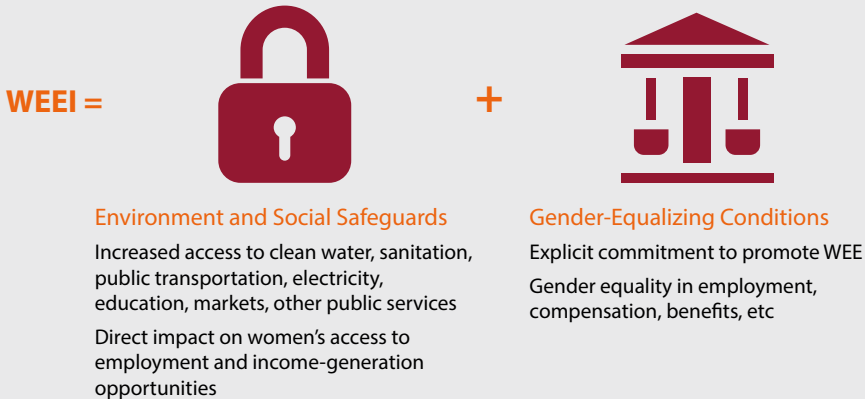 WEEI =
+
Environment and Social Safeguards
Increased access to clean water, sanitation,
public transportation, electricity,
education, markets, other public services
Direct impact on women’s access to
employment and income-generation
opportunities
Gender-Equalizing Conditions
Explicit commitment to promote WEE
Gender equality in employment,
compensation, benefits, etc